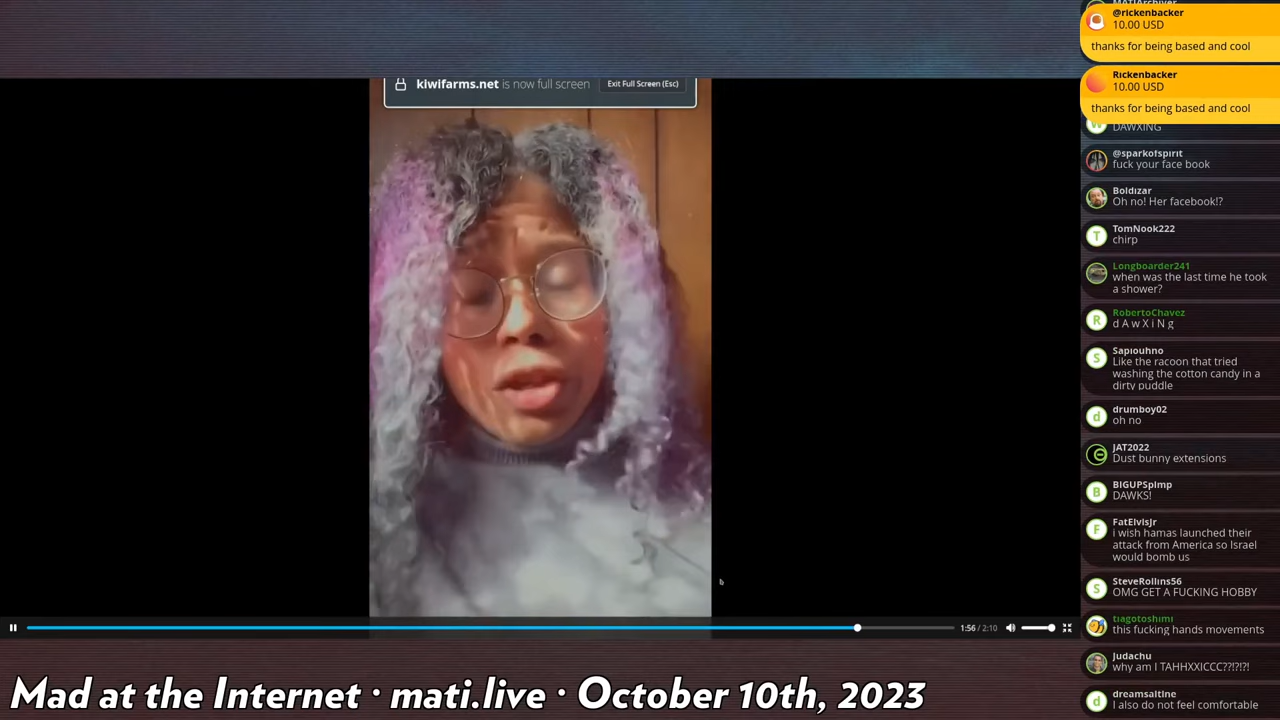 kiwifarms.net is now full screen
Exit Full Screen (Esc)
@rickenbacker
10.00 USD
thanks for being based and cool
Rickenbacker
10.00 USD
thanks for being based and cool
DAWXING
@sparkofspirit
fuck your face book
Boldizar
Oh no! Her facebook!?
TomNook222
chirp
Longboarder241
when was the last time he took
a shower?
RobertoChavez
d A w X i N g
Sapiouhno
Like the racoon that tried
washing the cotton candy in a
dirty puddle
drumboy02
oh no
JAT2022
Dust bunny extensions
BIGUPSpImp
DAWKS!
FatElvisJr
i wish hamas launched their
attack from America so Israel
would bomb us
SteveRollins56
OMG GET A FUCKING HOBBY
tiagotoshimi
this fucking hands movements
Judachu
why am I TAHHXXICCC??!?!?!
dreamsaltine
I also do not feel comfortable
1:56 / 2:10
Mad at the Internet · mati.live · October 10th, 2023